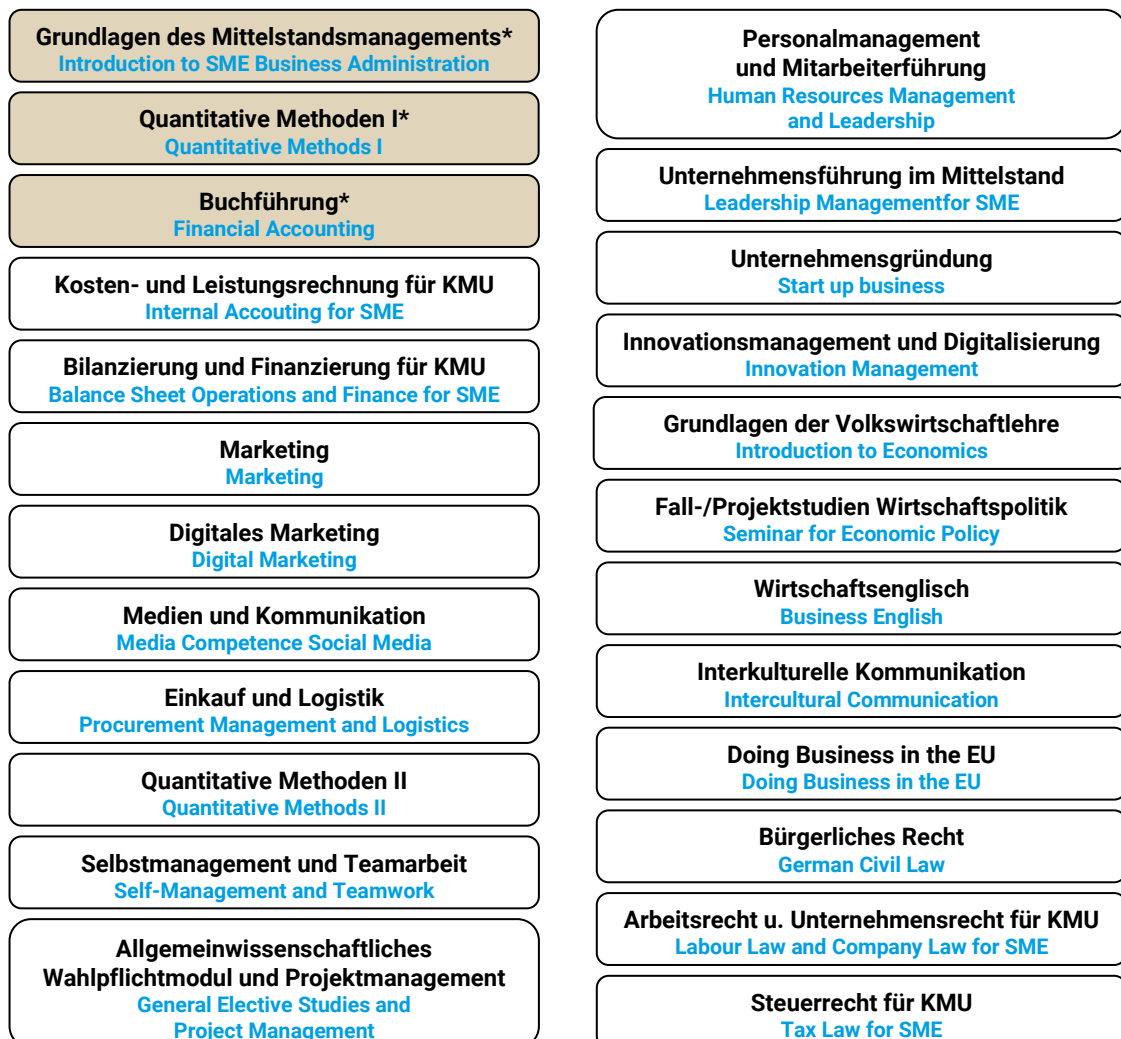 Grundlagen des Mittelstandsmanagements*
Introduction to SME Business Administration
Quantitative Methoden I*
Quantitative Methods I
Buchführung*
Financial Accounting
Kosten- und Leistungsrechnung für KMU
Internal Accouting for SME
Bilanzierung und Finanzierung für KMU
Balance Sheet Operations and Finance for SME
Marketing
Marketing
Digitales Marketing
Digital Marketing
Medien und Kommunikation
Media Competence Social Media
Einkauf und Logistik
Procurement Management and Logistics
Quantitative Methoden II
Quantitative Methods II
Selbstmanagement und Teamarbeit
Self-Management and Teamwork
Allgemeinwissenschaftliches
Wahlpflichtmodul und Projektmanagement
General Elective Studies and
Project Management
Personalmanagement
und Mitarbeiterführung
Human Resources Management
and Leadership
Unternehmensführung im Mittelstand
Leadership Managementfor SME
Unternehmensgründung
Start up business
Innovationsmanagement und Digitalisierung
Innovation Management
Grundlagen der Volkswirtschaftlehre
Introduction to Economics
Fall-/Projektstudien Wirtschaftspolitik
Seminar for Economic Policy
Wirtschaftsenglisch
Business English
Interkulturelle Kommunikation
Intercultural Communication
Doing Business in the EU
Doing Business in the EU
Bürgerliches Recht
German Civil Law
Arbeitsrecht u. Unternehmensrecht für KMU
Labour Law and Company Law for SME
Steuerrecht für KMU
Tax Law for SME